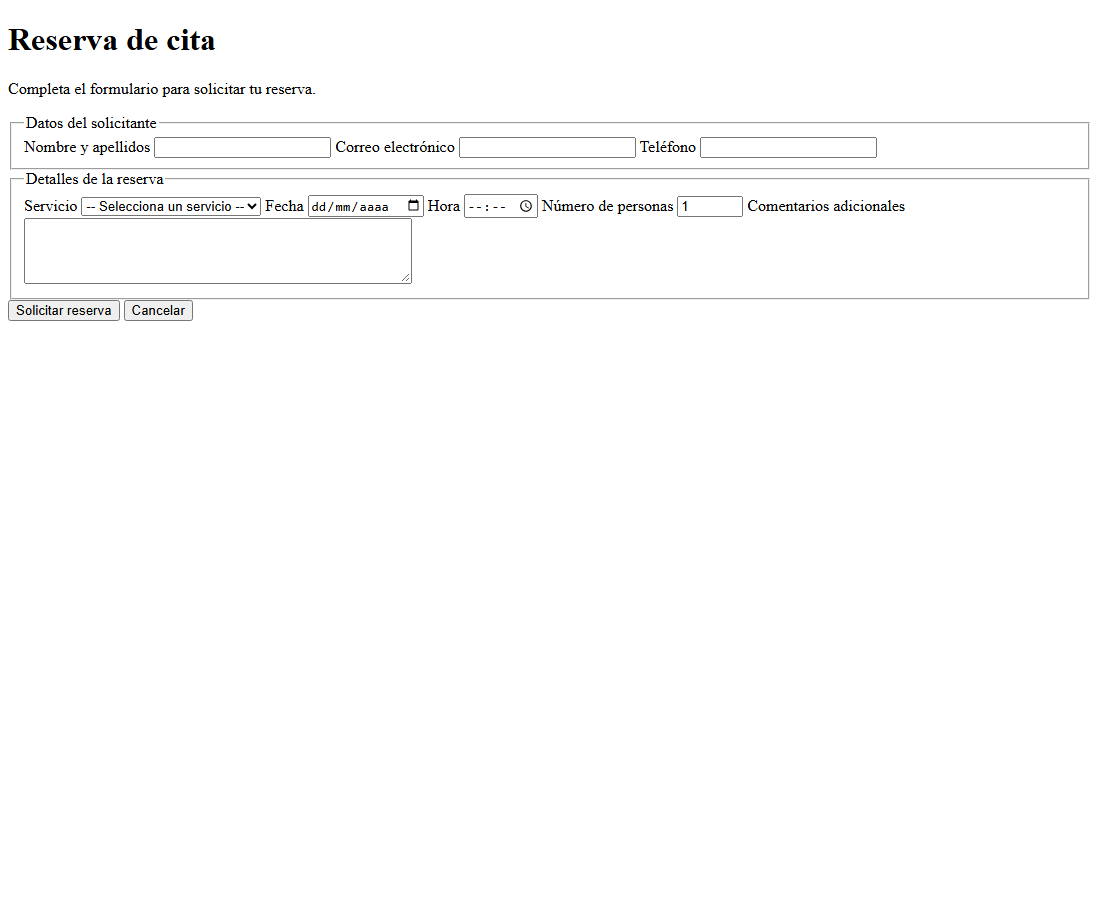 Reserva de cita
Completa el formulario para solicitar tu reserva.
Datos del solicitante
Nombre y apellidos Correo electrónico Teléfono
Detalles de la reserva
Servicio -- Selecciona un servicio -- Fecha dd/mm/aaaa Hora --:-- Número de personas 1 Comentarios adicionales
Solicitar reserva Cancelar